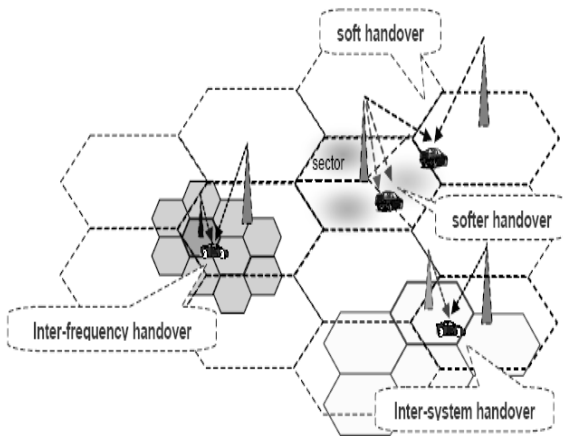 soft handover
sector
softer handover
Inter-frequency handover
Inter-system handover